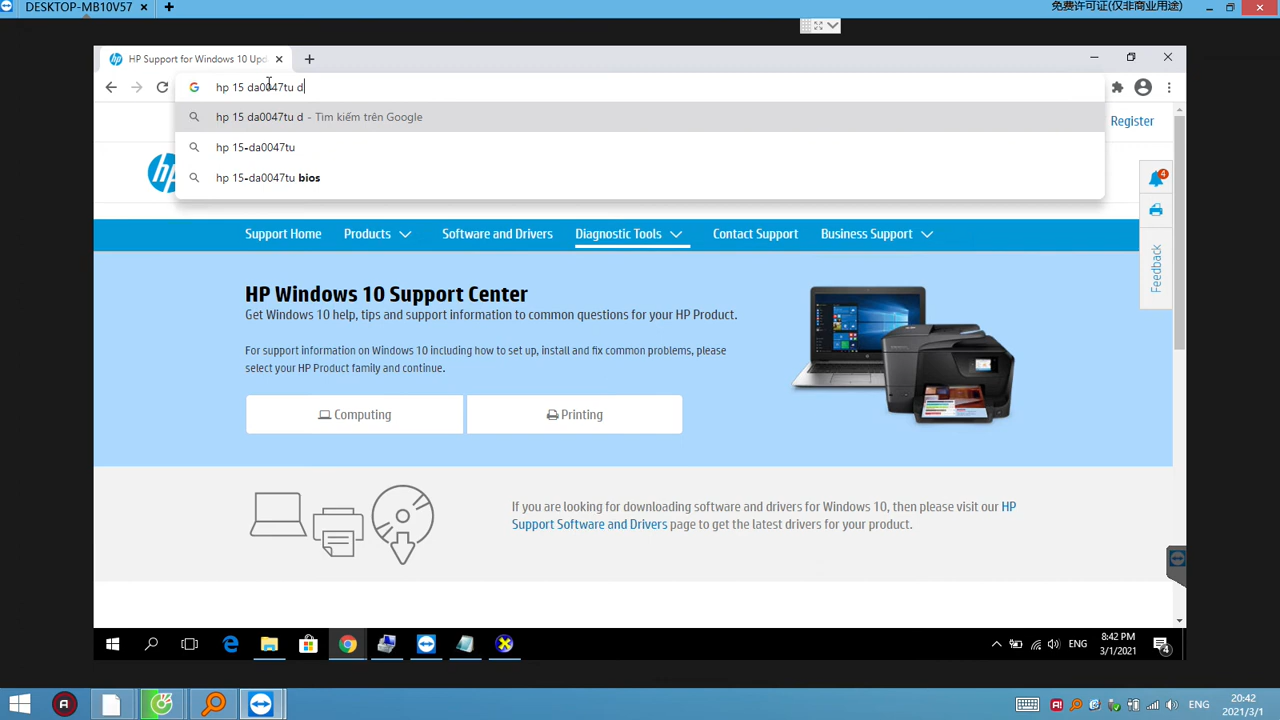 DESKTOP-MB10V57
免费许可证(仅非商业用途)
HP Support for Windows 10 Upd
hp 15 da0047tu d
hp 15 da0047tu d - Tìm kiếm trên Google
hp 15-da0047tu
hp 15-da0047tu bios
Register
hp
4
Support Home
Products
Software and Drivers
Diagnostic Tools
Contact Support
Business Support
Feedback
HP Windows 10 Support Center
Get Windows 10 help, tips and support information to common questions for your HP Product.
For support information on Windows 10 including how to set up, install and fix common problems, please
select your HP Product family and continue.
Computing
Printing
If you are looking for downloading software and drivers for Windows 10, then please visit our HP
Support Software and Drivers page to get the latest drivers for your product.
ENG
8:42 PM
3/1/2021
4
ENG
20:42
2021/3/1